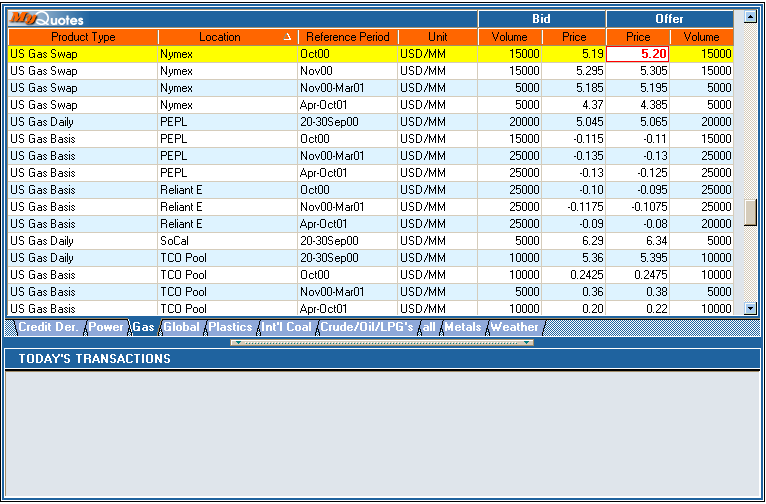 MyQuotes
Bid Offer
Product Type Location Reference Period Unit Volume Price Price Volume
US Gas Swap Nymex Oct00 USD/MM 15000 5.19 5.20 15000
US Gas Swap Nymex Nov00 USD/MM 15000 5.295 5.305 15000
US Gas Swap Nymex Nov00-Mar01 USD/MM 5000 5.185 5.195 5000
US Gas Swap Nymex Apr-Oct01 USD/MM 5000 4.37 4.385 5000
US Gas Daily PEPL 20-30Sep00 USD/MM 20000 5.045 5.065 20000
US Gas Basis PEPL Oct00 USD/MM 15000 -0.115 -0.11 15000
US Gas Basis PEPL Nov00-Mar01 USD/MM 25000 -0.135 -0.13 25000
US Gas Basis PEPL Apr-Oct01 USD/MM 25000 -0.13 -0.125 25000
US Gas Basis Reliant E Oct00 USD/MM 25000 -0.10 -0.095 25000
US Gas Basis Reliant E Nov00-Mar01 USD/MM 25000 -0.1175 -0.1075 25000
US Gas Basis Reliant E Apr-Oct01 USD/MM 25000 -0.09 -0.08 20000
US Gas Daily SoCal 20-30Sep00 USD/MM 5000 6.29 6.34 5000
US Gas Daily TCO Pool 20-30Sep00 USD/MM 10000 5.36 5.395 10000
US Gas Basis TCO Pool Oct00 USD/MM 10000 0.2425 0.2475 10000
US Gas Basis TCO Pool Nov00-Mar01 USD/MM 5000 0.36 0.38 5000
US Gas Basis TCO Pool Apr-Oct01 USD/MM 10000 0.20 0.22 10000
Credit Der. Power Gas Global Plastics Int'l Coal Crude/Oil/LPG's all Metals Weather
TODAY'S TRANSACTIONS